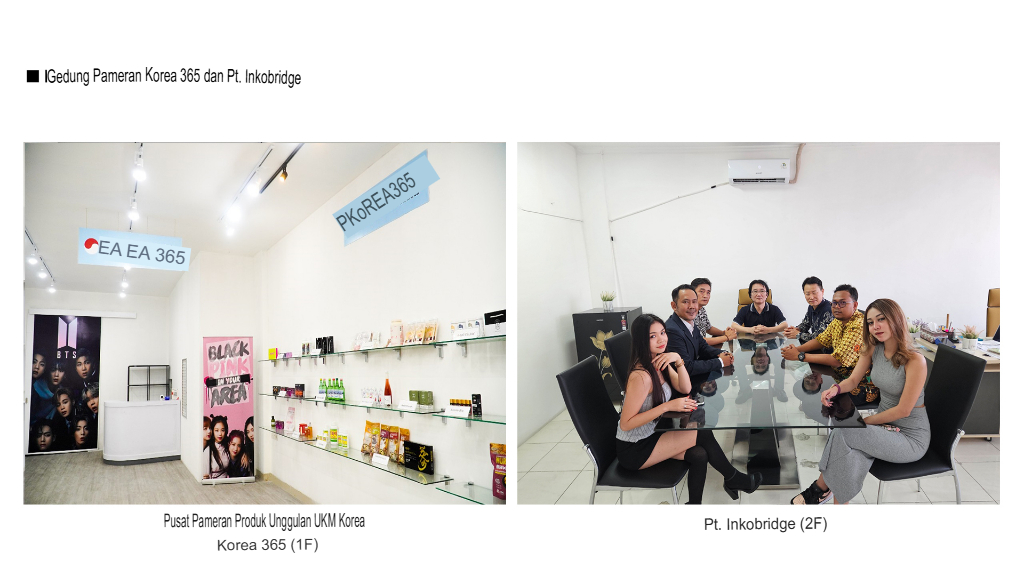 ■ IGedung Pameran Korea 365 dan Pt. Inkobridge
EA EA 365
PKoREA365
BTS
BLACK
PINK
IN YOUR
AREA
Pusat Pameran Produk Unggulan UKM Korea
Korea 365 (1F)
Pt. Inkobridge (2F)